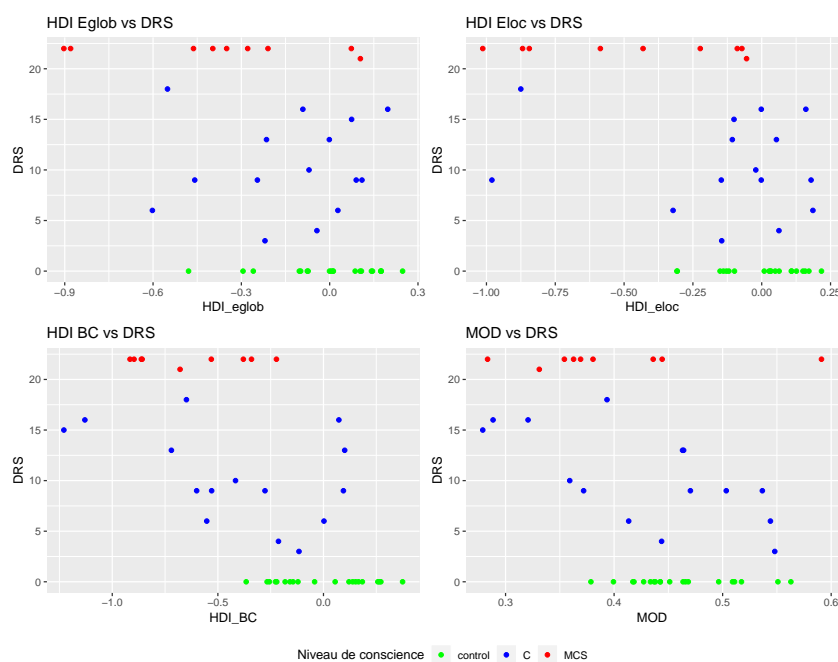 HDI Eglob vs DRS
20
15
10
5
0
DRS
−0.9
−0.6
−0.3
0.0
0.3
HDI_eglob
HDI Eloc vs DRS
20
15
10
5
0
DRS
−1.00
−0.75
−0.50
−0.25
0.00
0.25
HDI_eloc
HDI BC vs DRS
20
15
10
5
0
DRS
−1.0
−0.5
0.0
HDI_BC
MOD vs DRS
20
15
10
5
0
DRS
0.3
0.4
0.5
0.6
MOD
Niveau de conscience control C MCS